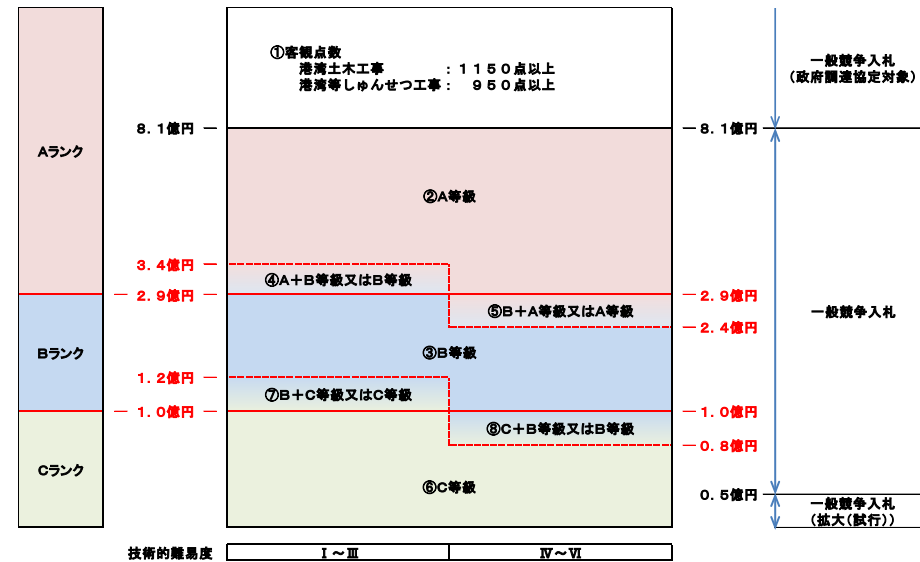 ①客観点数
港湾土木工事　　　　：１１５０点以上
港湾等しゅんせつ工事：　９５０点以上
一般競争入札
（政府調達協定対象）
８．１億円
８．１億円
Aランク
②A等級
３．４億円
④A＋B等級又はB等級
２．９億円
２．９億円
⑤B＋A等級又はA等級
一般競争入札
２．４億円
Bランク
③B等級
１．２億円
⑦B＋C等級又はC等級
１．０億円
１．０億円
⑧C＋B等級又はB等級
０．８億円
Cランク
⑥C等級
０．５億円
一般競争入札
（拡大（試行））
技術的難易度
Ⅰ～Ⅲ
Ⅳ～Ⅵ